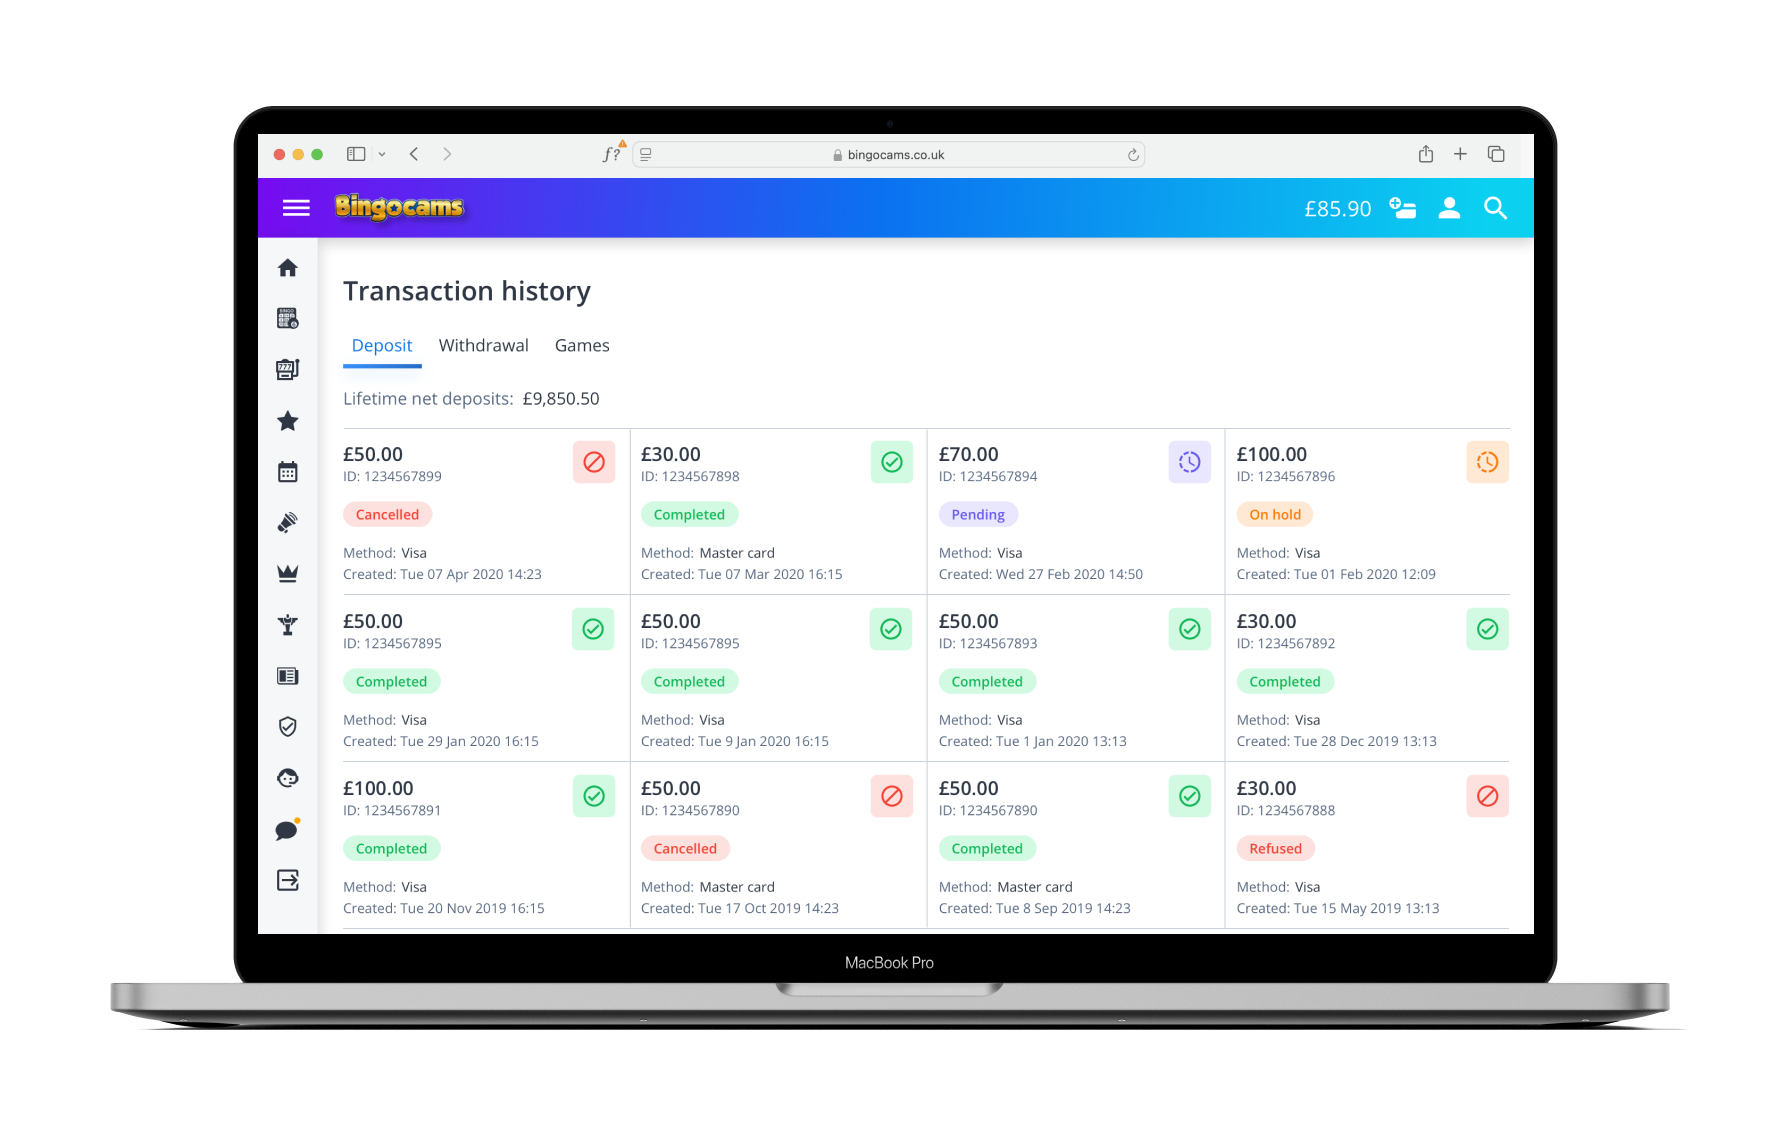 f?
bingocams.co.uk
Bingocams
£85.90
Transaction history
Deposit Withdrawal Games
Lifetime net deposits: £9,850.50
£50.00
ID: 1234567899
Cancelled
Method: Visa
Created: Tue 07 Apr 2020 14:23
£30.00
ID: 1234567898
Completed
Method: Master card
Created: Tue 07 Mar 2020 16:15
£70.00
ID: 1234567894
Pending
Method: Visa
Created: Wed 27 Feb 2020 14:50
£100.00
ID: 1234567896
On hold
Method: Visa
Created: Tue 01 Feb 2020 12:09
£50.00
ID: 1234567895
Completed
Method: Visa
Created: Tue 29 Jan 2020 16:15
£50.00
ID: 1234567895
Completed
Method: Visa
Created: Tue 9 Jan 2020 16:15
£50.00
ID: 1234567893
Completed
Method: Visa
Created: Tue 1 Jan 2020 13:13
£30.00
ID: 1234567892
Completed
Method: Visa
Created: Tue 28 Dec 2019 13:13
£100.00
ID: 1234567891
Completed
Method: Visa
Created: Tue 20 Nov 2019 16:15
£50.00
ID: 1234567890
Cancelled
Method: Master card
Created: Tue 17 Oct 2019 14:23
£50.00
ID: 1234567890
Completed
Method: Master card
Created: Tue 8 Sep 2019 14:23
£30.00
ID: 1234567888
Refused
Method: Visa
Created: Tue 15 May 2019 13:13
BINGO
777
MacBook Pro